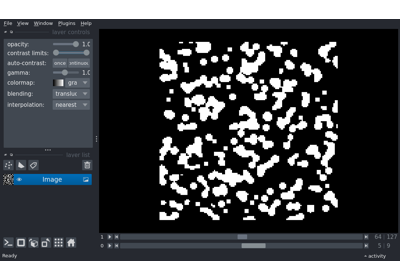 File View Window Plugins Help
layer controls
opacity: 1.0
contrast limits:
auto-contrast: once continuous
gamma: 1.0
colormap: gra
blending: transluc
interpolation: nearest
layer list
Image
1 64 127
0 5 9
Ready activity